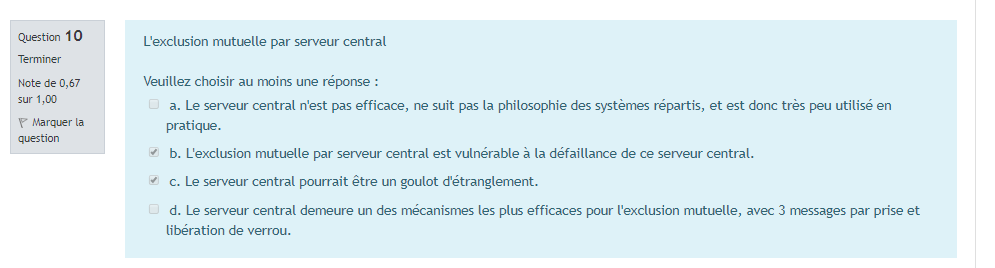 Question 10
Terminer
Note de 0,67
sur 1,00
Marquer la
question
L'exclusion mutuelle par serveur central
Veuillez choisir au moins une réponse :
a. Le serveur central n'est pas efficace, ne suit pas la philosophie des systèmes répartis, et est donc très peu utilisé en
pratique.
b. L'exclusion mutuelle par serveur central est vulnérable à la défaillance de ce serveur central.
c. Le serveur central pourrait être un goulot d'étranglement.
d. Le serveur central demeure un des mécanismes les plus efficaces pour l'exclusion mutuelle, avec 3 messages par prise et
libération de verrou.